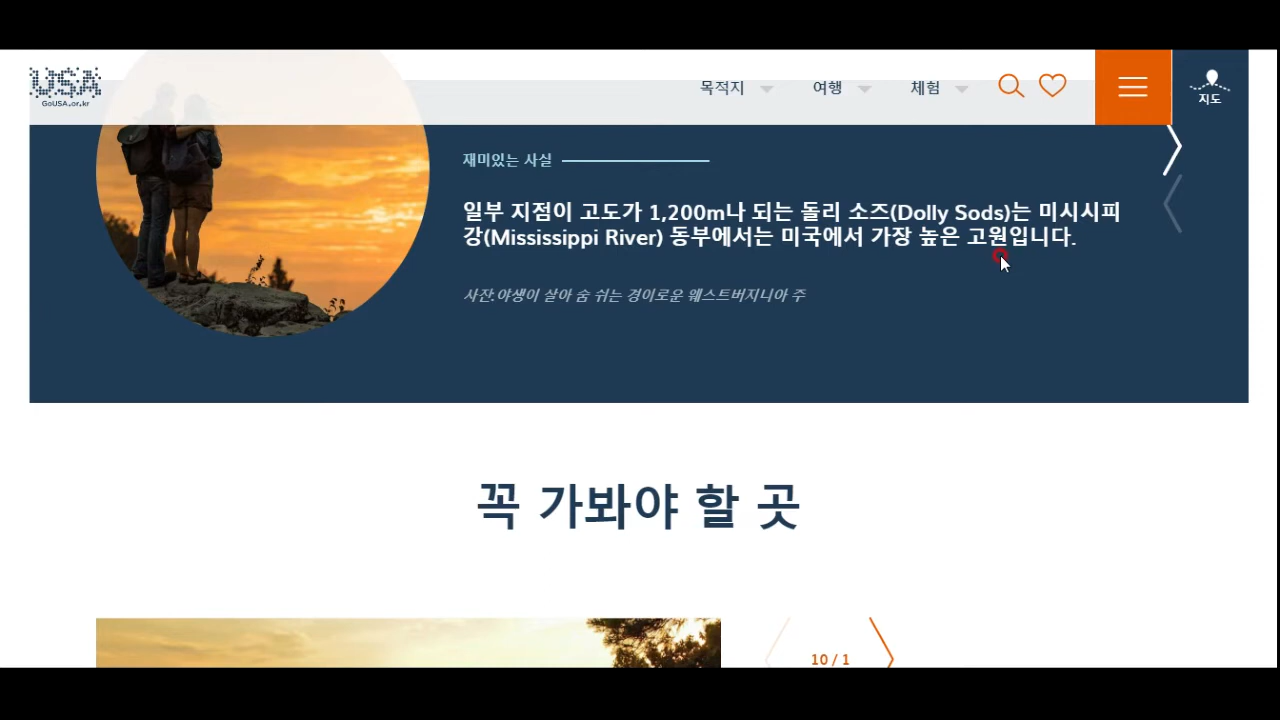 USA
GoUSA.or.kr
목적지
여행
체험
지도
재미있는 사실
일부 지점이 고도가 1,200m나 되는 돌리 소즈(Dolly Sods)는 미시시피
강(Mississippi River) 동부에서는 미국에서 가장 높은 고원입니다.
사잔.야생이 살아 숨 쉬는 경이로운 웨스트버지니아 주
꼭 가봐야 할 곳
10 / 1